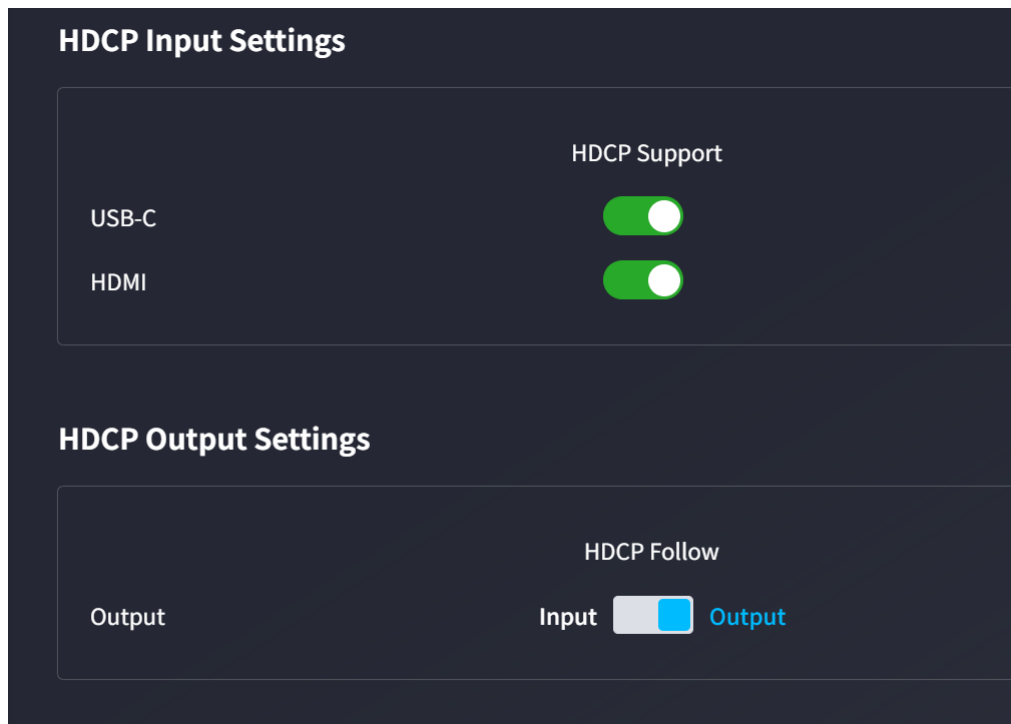 HDCP Input Settings
HDCP Support
USB-C
HDMI
HDCP Output Settings
HDCP Follow
Output Input Output